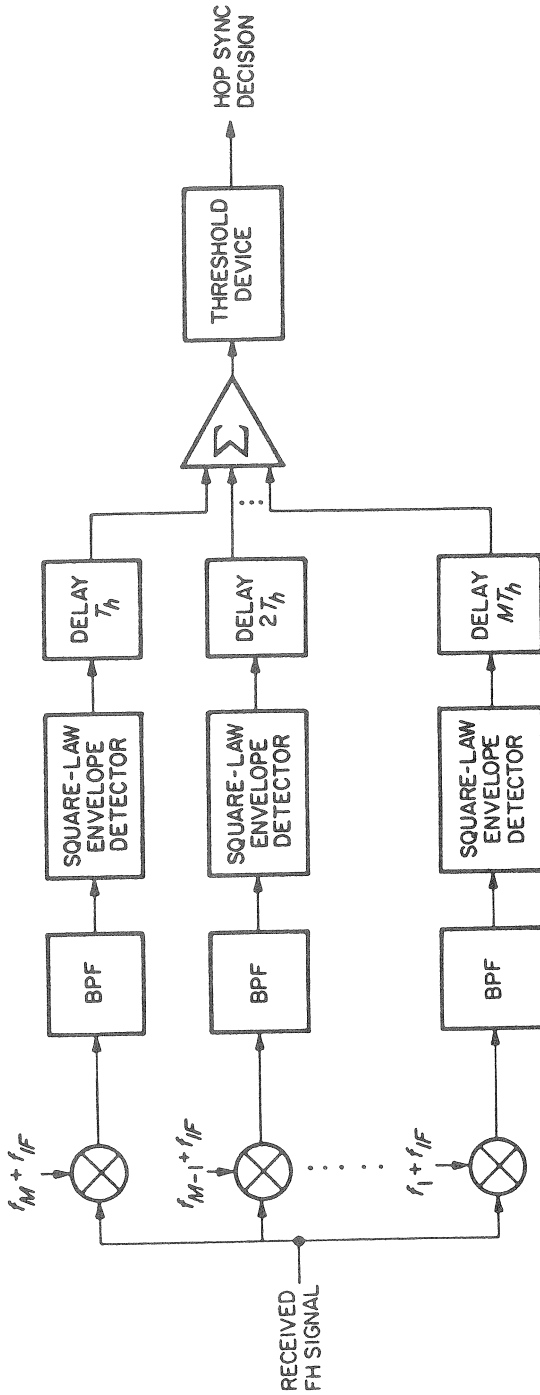 RECEIVED
FH SIGNAL
f_M + f_IF
BPF
SQUARE-LAW
ENVELOPE
DETECTOR
DELAY
T_h
f_M-1 + f_IF
BPF
SQUARE-LAW
ENVELOPE
DETECTOR
DELAY
2T_h
f_1 + f_IF
BPF
SQUARE-LAW
ENVELOPE
DETECTOR
DELAY
MT_h
Σ
THRESHOLD
DEVICE
HOP SYNC
DECISION